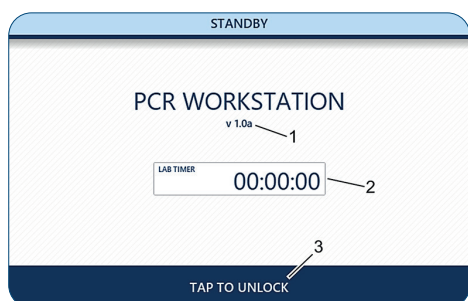 STANDBY
PCR WORKSTATION
v 1.0a
1
LAB TIMER
00:00:00
2
3
TAP TO UNLOCK